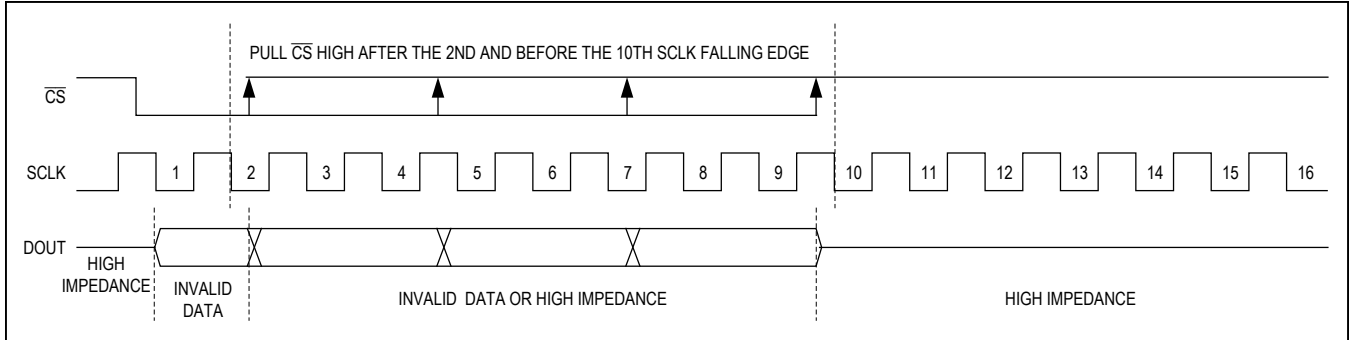 PULL CS HIGH AFTER THE 2ND AND BEFORE THE 10TH SCLK FALLING EDGE
CS
SCLK 1 2 3 4 5 6 7 8 9 10 11 12 13 14 15 16
DOUT
HIGH
IMPEDANCE
INVALID
DATA
INVALID DATA OR HIGH IMPEDANCE
HIGH IMPEDANCE